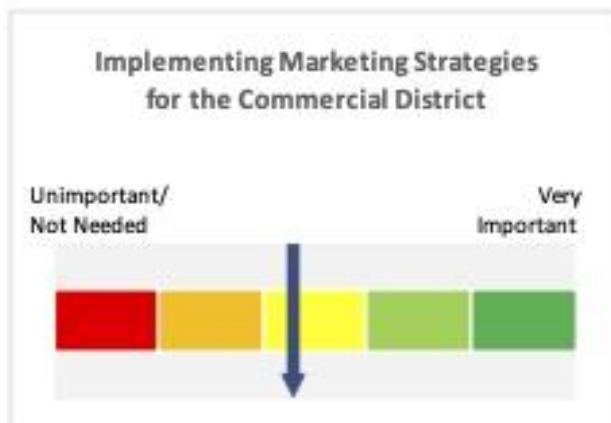 Implementing Marketing Strategies
for the Commercial District
Unimportant/
Not Needed
Very
Important